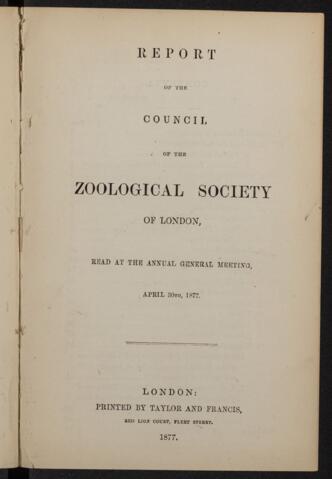 REPORT
OF THE
COUNCIL
OF THE
ZOOLOGICAL SOCIETY
OF LONDON,
READ AT THE ANNUAL GENERAL MEETING,
APRIL 30TH, 1877.
LONDON:
PRINTED BY TAYLOR AND FRANCIS,
RED LION COURT, FLEET STREET.
1877.